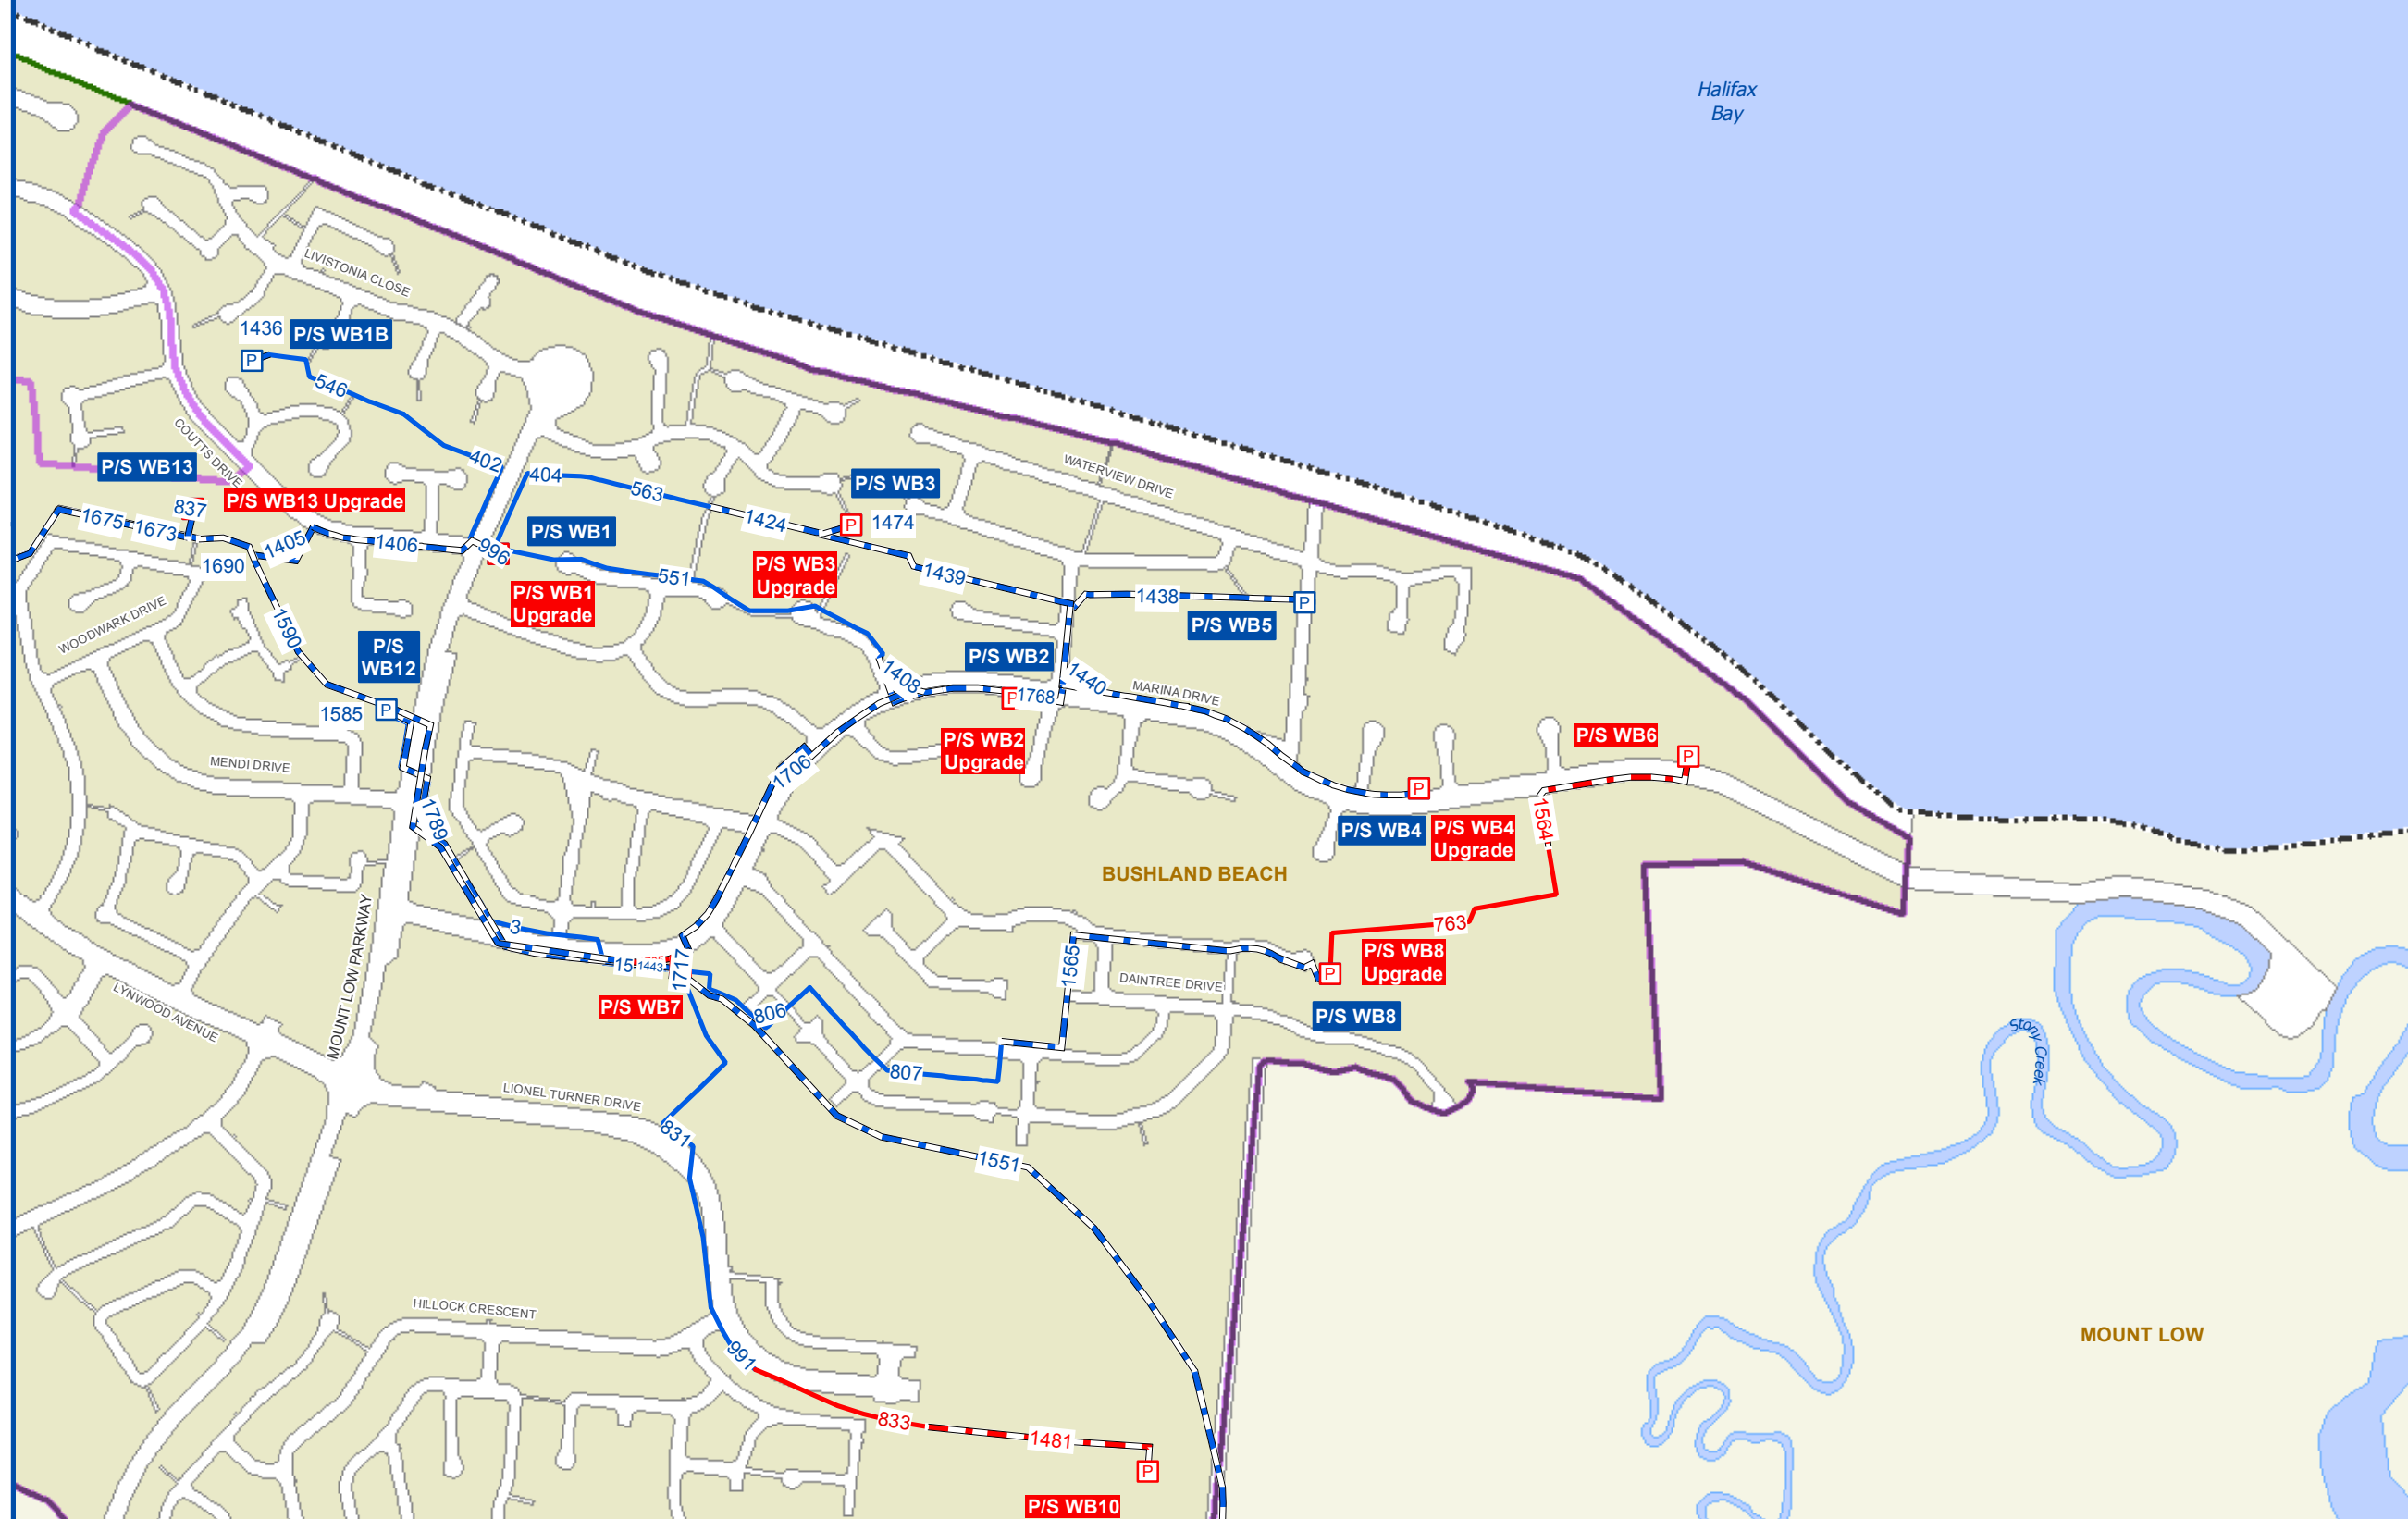 Halifax
Bay
LIVISTONIA CLOSE
1436
P/S WB1B
P
546
COUTTS DRIVE
402
404
563
P/S WB13
P/S WB13 Upgrade
837
1675
1673
1690
1405
1406
996
P/S WB1
P/S WB1
Upgrade
551
1424
P/S WB3
P
1474
P/S WB3
Upgrade
WATERVIEW DRIVE
1439
1438
P
P/S WB5
WOODWARK DRIVE
1590
P/S
WB12
P
1585
P/S WB2
1408
P
1768
1440
MARINA DRIVE
P/S WB2
Upgrade
MENDI DRIVE
1706
1789
P/S WB6
P
P
P/S WB4
P/S WB4
Upgrade
1564
BUSHLAND BEACH
763
3
1443
1717
P/S WB7
1565
DAINTREE DRIVE
P
P/S WB8
Upgrade
P/S WB8
806
807
MOUNT LOW PARKWAY
LYNWOOD AVENUE
LIONEL TURNER DRIVE
831
1551
Stony Creek
HILLOCK CRESCENT
991
833
1481
P
P/S WB10
MOUNT LOW